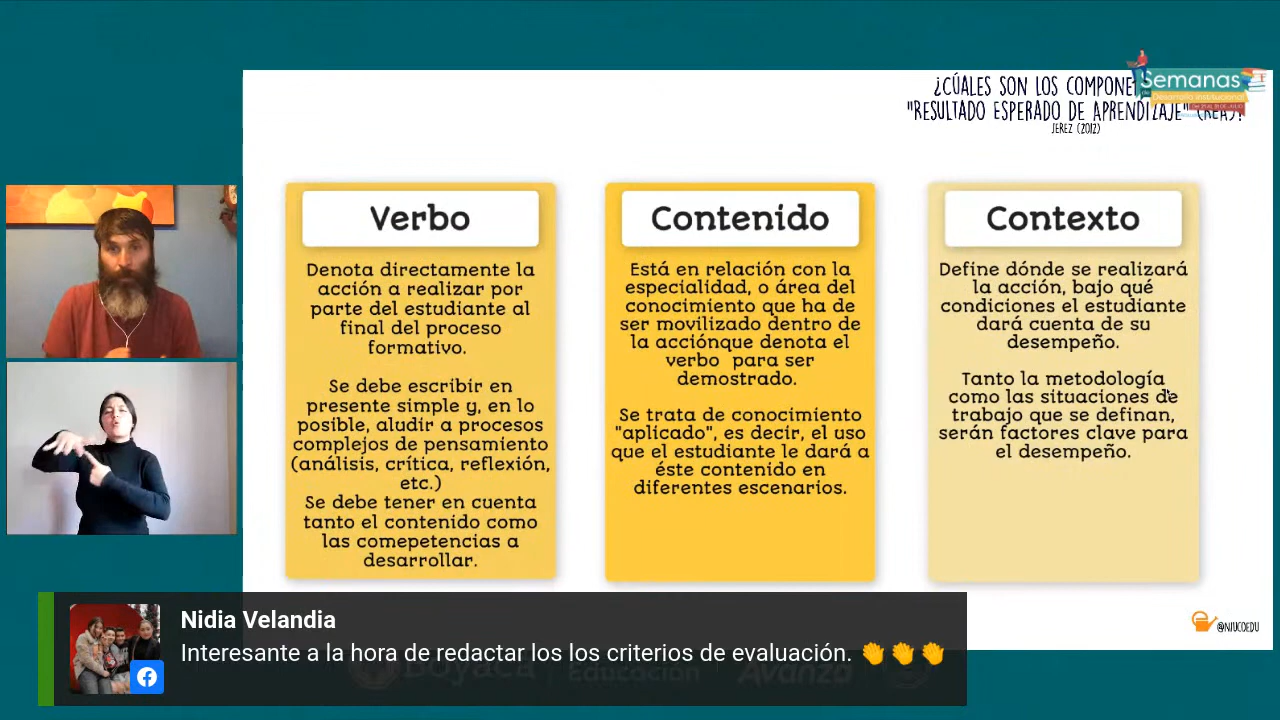 ¿CÚALES SON LOS
"RESULTADO ESPERADO DE APRENDIZAJE" (REA)?
JEREZ (2012)
Semanas
de Desarrollo Institucional
Verbo
Denota directamente la
acción a realizar por
parte del estudiante al
final del proceso
formativo.
Se debe escribir en
presente simple y, en lo
posible, aludir a procesos
complejos de pensamiento
(análisis, crítica, reflexión,
etc.)
Se debe tener en cuenta
tanto el contenido como
las comepetencias a
desarrollar.
Contenido
Está en relación con la
especialidad, o área del
conocimiento que ha de
ser movilizado dentro de
la acciónque denota el
verbo para ser
demostrado.
Se trata de conocimiento
"aplicado", es decir, el uso
que el estudiante le dará a
éste contenido en
diferentes escenarios.
Contexto
Define dónde se realizará
la acción, bajo qué
condiciones el estudiante
dará cuenta de su
desempeño.
Tanto la metodología
como las situaciones de
trabajo que se definan,
serán factores clave para
el desempeño.
@NIUCOEDU
Nidia Velandia
Interesante a la hora de redactar los los criterios de evaluación. 👏👏👏
Boyacá
Educación
Avanza